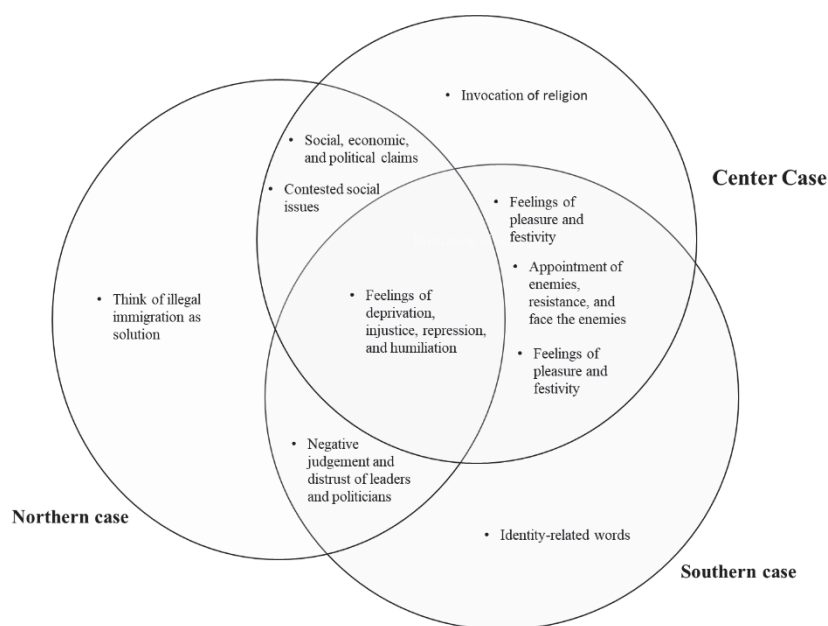 • Invocation of religion
• Social, economic,
and political claims
• Contested social
issues
Center Case
• Feelings of
pleasure and
festivity
• Appointment of
enemies,
resistance, and
face the enemies
• Feelings of
pleasure and
festivity
• Think of illegal
immigration as
solution
• Feelings of
deprivation,
injustice, repression,
and humiliation
• Negative
judgement and
distrust of leaders
and politicians
Northern case
• Identity-related words
Southern case